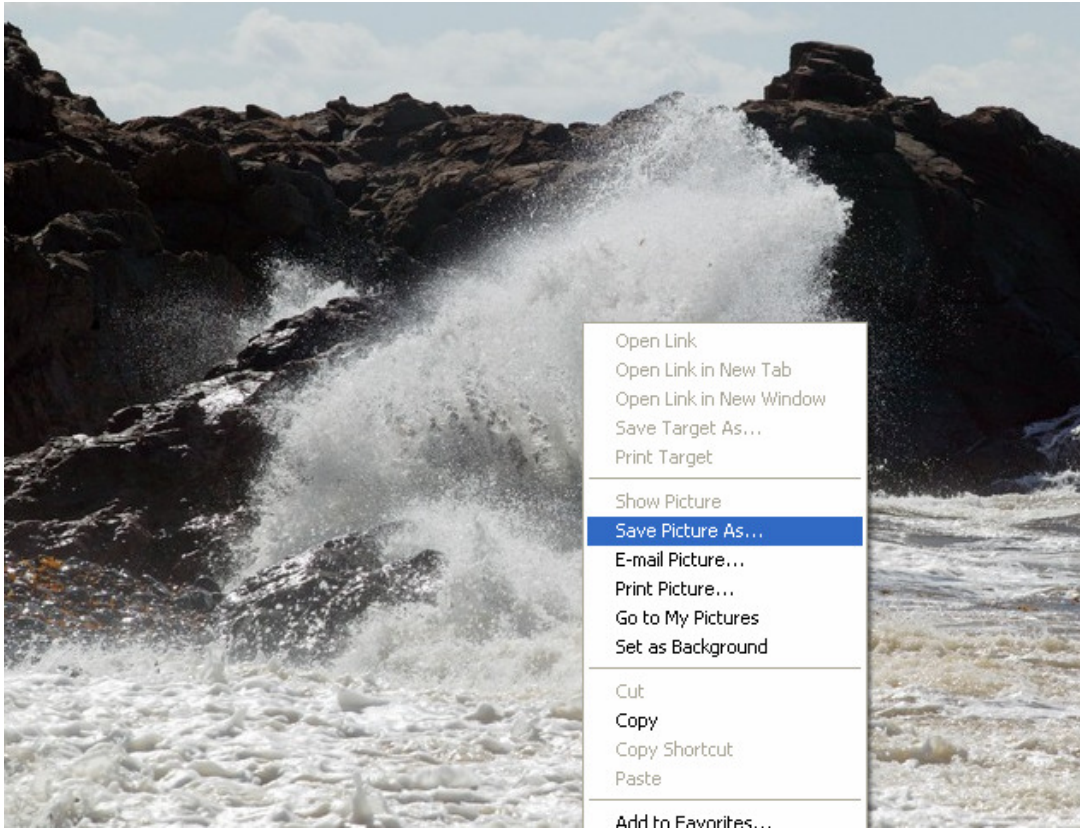 Open Link
Open Link in New Tab
Open Link in New Window
Save Target As...
Print Target
Show Picture
Save Picture As...
E-mail Picture...
Print Picture...
Go to My Pictures
Set as Background
Cut
Copy
Copy Shortcut
Paste
Add to Favorites...